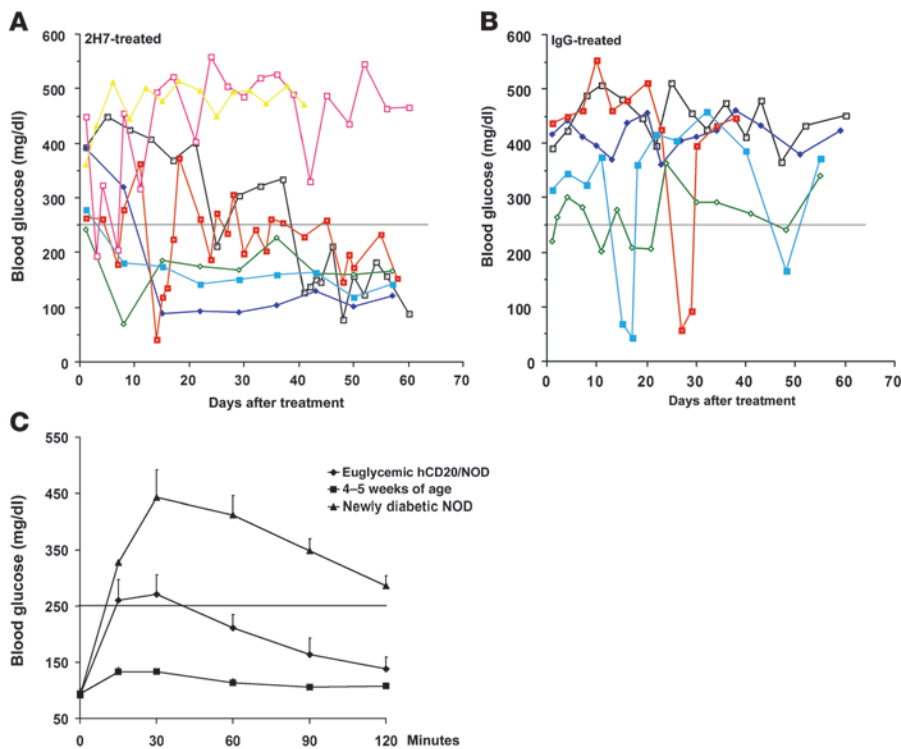 A
2H7-treated
Blood glucose (mg/dl)
600
500
400
300
200
100
0
0 10 20 30 40 50 60 70
Days after treatment
B
IgG-treated
Blood glucose (mg/dl)
600
500
400
300
200
100
0
0 10 20 30 40 50 60 70
Days after treatment
C
Blood glucose (mg/dl)
550
450
350
250
150
50
Euglycemic hCD20/NOD
4–5 weeks of age
Newly diabetic NOD
0 30 60 90 120 Minutes